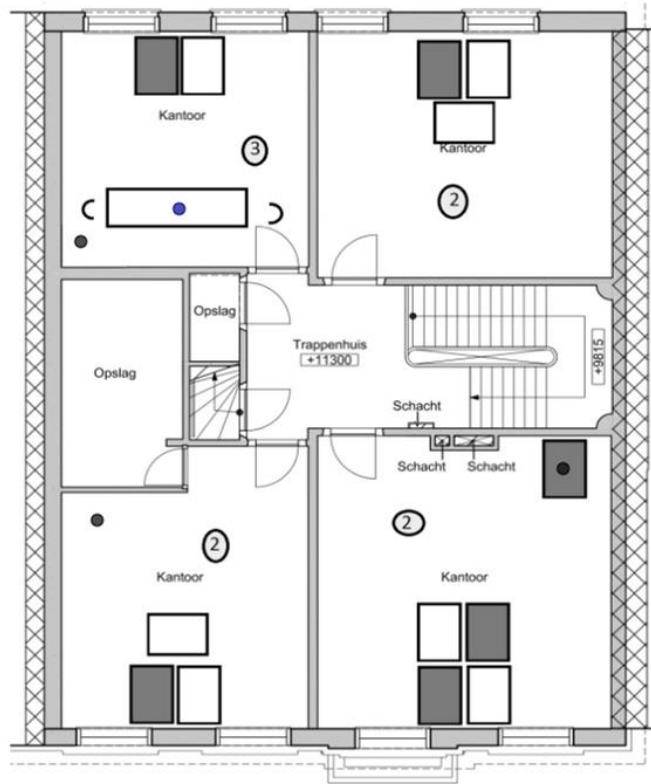 Kantoor
3
Kantoor
2
Opslag
Opslag
Trappenhuis
+11300
+9815
Schacht
Schacht
Schacht
2
Kantoor
2
Kantoor